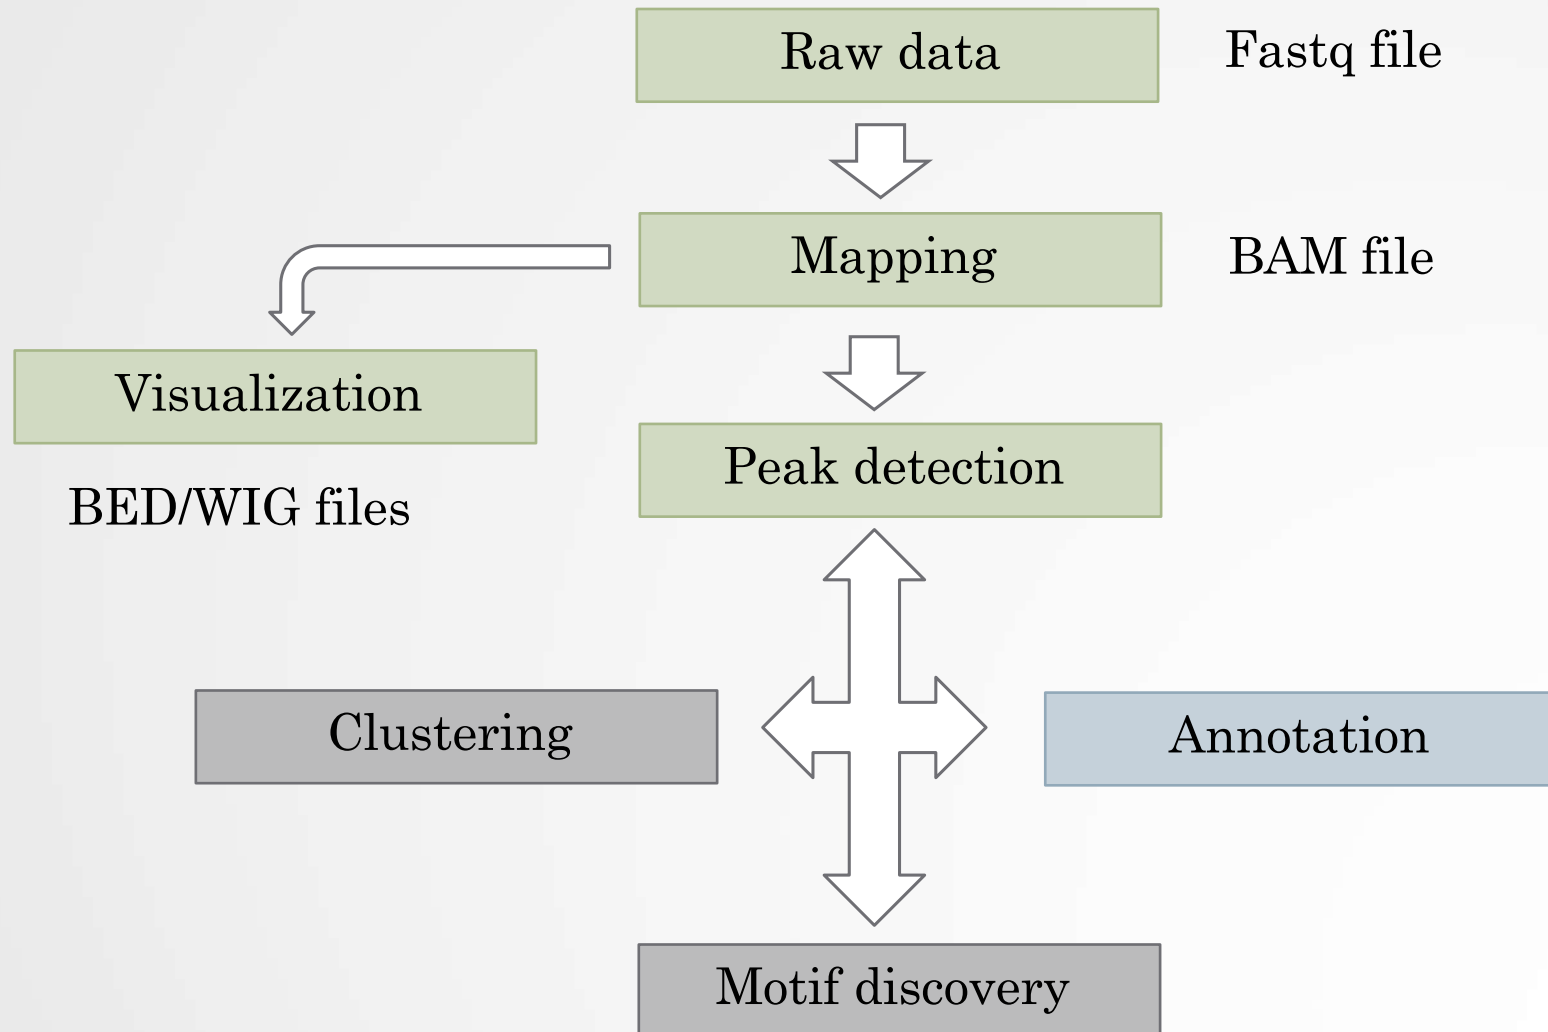 Raw data
Fastq file
Mapping
BAM file
Visualization
Peak detection
BED/WIG files
Clustering
Annotation
Motif discovery